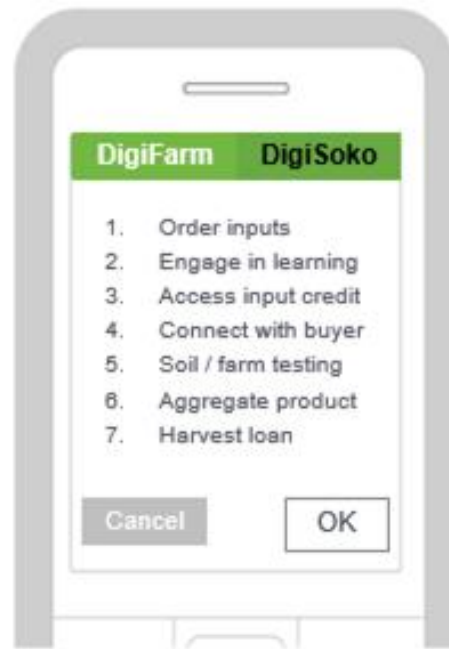 DigiFarm DigiSoko
1. Order inputs
2. Engage in learning
3. Access input credit
4. Connect with buyer
5. Soil / farm testing
6. Aggregate product
7. Harvest loan
Cancel OK